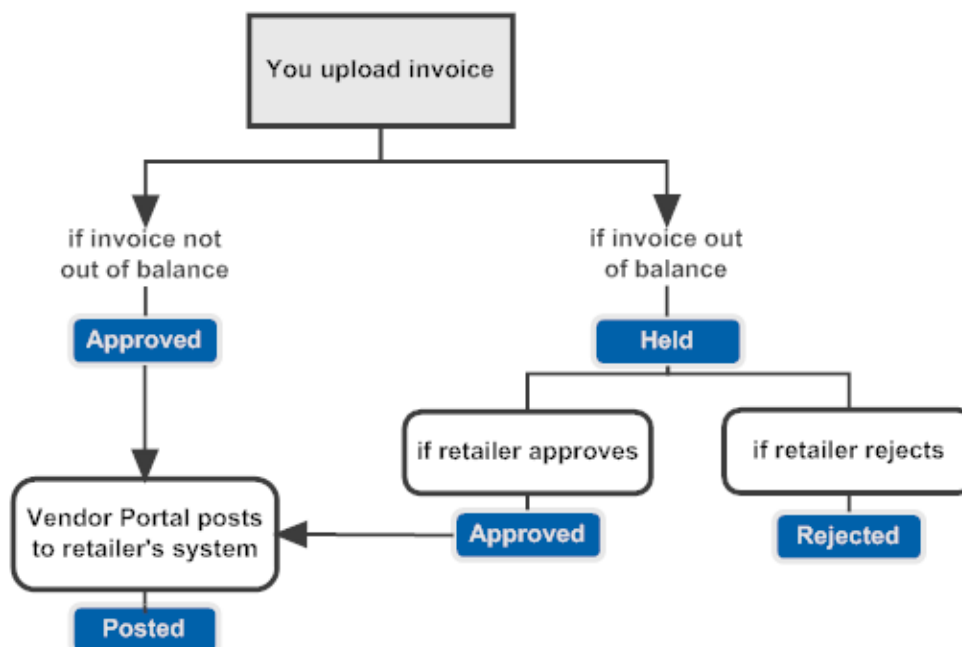 You upload invoice
if invoice not
out of balance
if invoice out
of balance
Approved
Held
if retailer approves
if retailer rejects
Vendor Portal posts
to retailer's system
Approved
Rejected
Posted